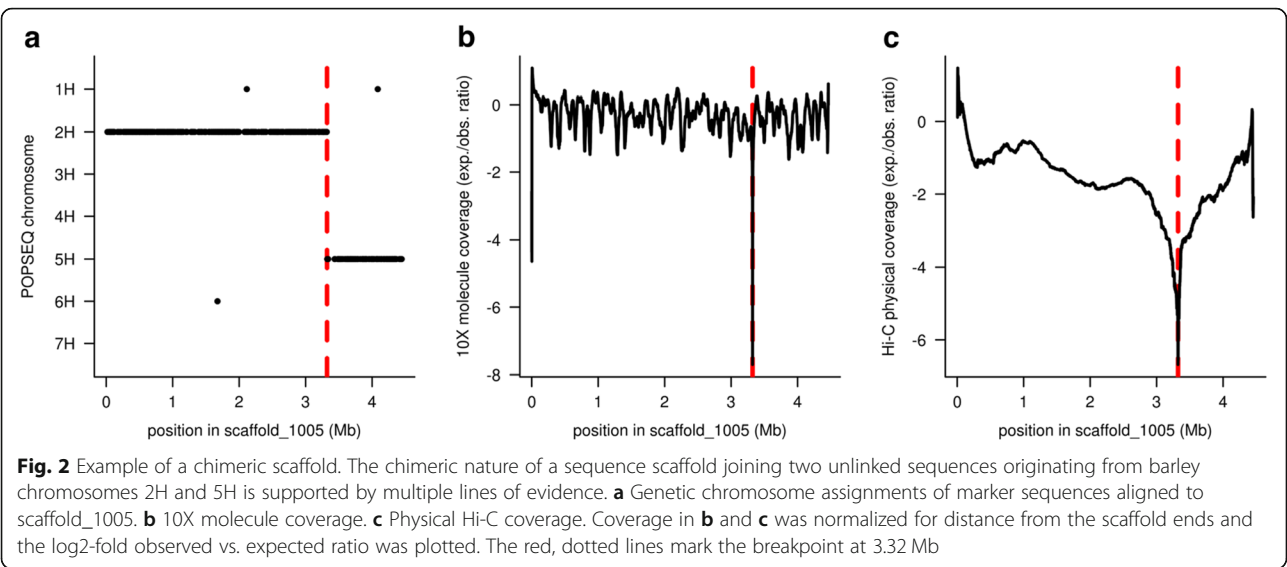 a
1H
2H
3H
4H
5H
6H
7H
POPSEQ chromosome
0 1 2 3 4
position in scaffold_1005 (Mb)
b
0
-2
-4
-6
-8
10X molecule coverage (exp./obs. ratio)
0 1 2 3 4
position in scaffold_1005 (Mb)
c
0
-2
-4
-6
Hi-C physical coverage (exp./obs. ratio)
0 1 2 3 4
position in scaffold_1005 (Mb)
Fig. 2 Example of a chimeric scaffold. The chimeric nature of a sequence scaffold joining two unlinked sequences originating from barley
chromosomes 2H and 5H is supported by multiple lines of evidence. a Genetic chromosome assignments of marker sequences aligned to
scaffold_1005. b 10X molecule coverage. c Physical Hi-C coverage. Coverage in b and c was normalized for distance from the scaffold ends and
the log2-fold observed vs. expected ratio was plotted. The red, dotted lines mark the breakpoint at 3.32 Mb